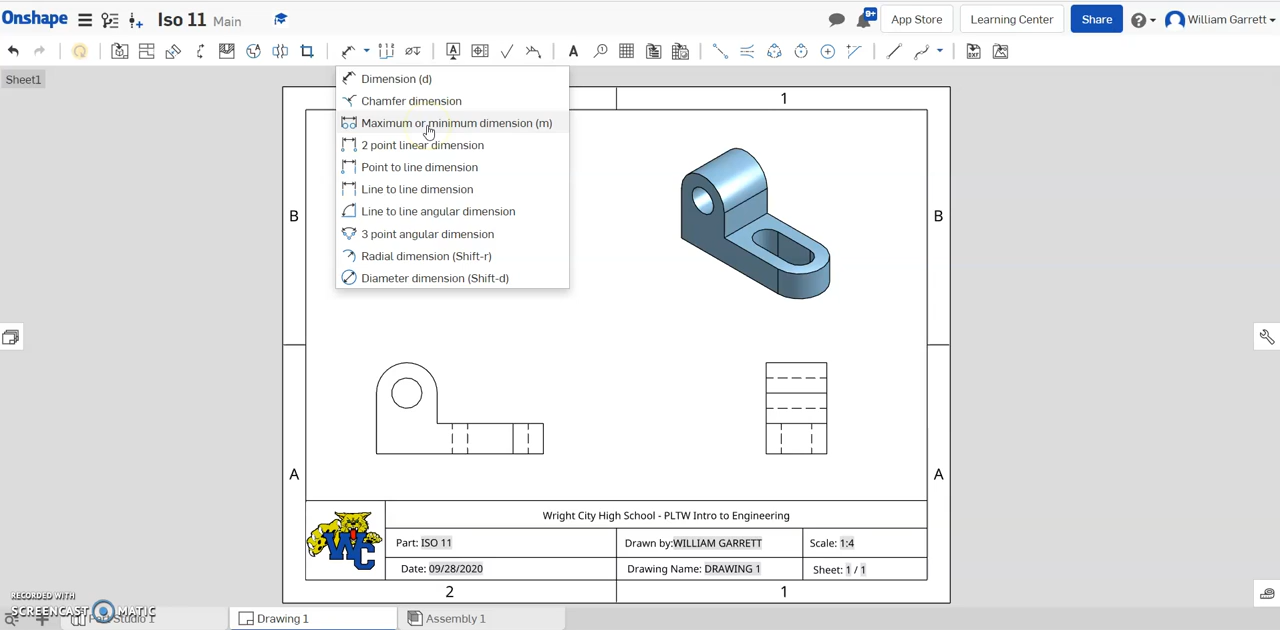 Onshape Iso 11 Main App Store Learning Center Share William Garrett
Sheet1
Dimension (d)
Chamfer dimension
Maximum or minimum dimension (m)
2 point linear dimension
Point to line dimension
Line to line dimension
Line to line angular dimension
3 point angular dimension
Radial dimension (Shift-r)
Diameter dimension (Shift-d)
1
B
B
A
A
WC
Wright City High School - PLTW Intro to Engineering
Part: ISO 11
Drawn by:WILLIAM GARRETT
Scale: 1:4
Date: 09/28/2020
Drawing Name: DRAWING 1
Sheet: 1 / 1
2
1
RECORDED WITH
SCREENCAST MATIC
Part Studio 1
Drawing 1
Assembly 1